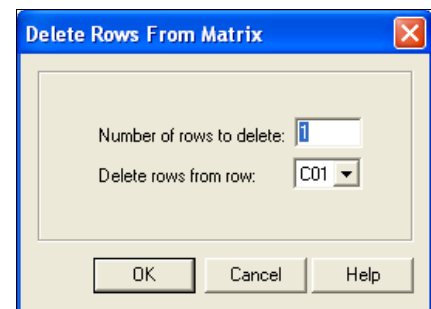 Delete Rows From Matrix
Number of rows to delete: 1
Delete rows from row: C01
OK Cancel Help